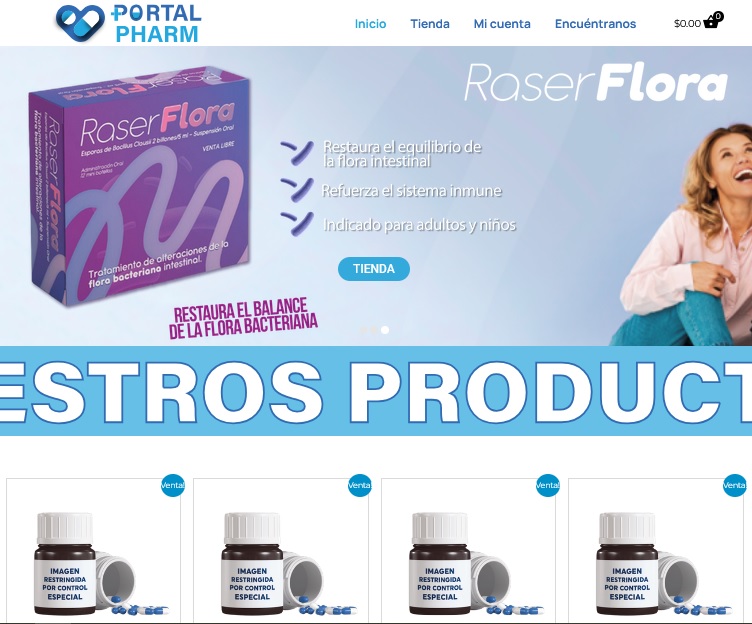 PORTAL
PHARM
Inicio Tienda Mi cuenta Encuéntranos $0.00 0
RaserFlora
RaserFlora
Esporas de Bacillus Clausii 2 billones/5 ml - Suspensión Oral
VENTA LIBRE
Administración Oral
Tratamiento de alteraciones de la
flora bacteriana intestinal.
RaserFlora
Restaura el equilibrio de
la flora intestinal
Refuerza el sistema inmune
Indicado para adultos y niños
TIENDA
RESTAURA EL BALANCE
DE LA FLORA BACTERIANA
ESTROS PRODUCT
Venta!
Venta!
Venta!
Venta!
IMAGEN
RESTRINGIDA
POR CONTROL
ESPECIAL
IMAGEN
RESTRINGIDA
POR CONTROL
ESPECIAL
IMAGEN
RESTRINGIDA
POR CONTROL
ESPECIAL
IMAGEN
RESTRINGIDA
POR CONTROL
ESPECIAL